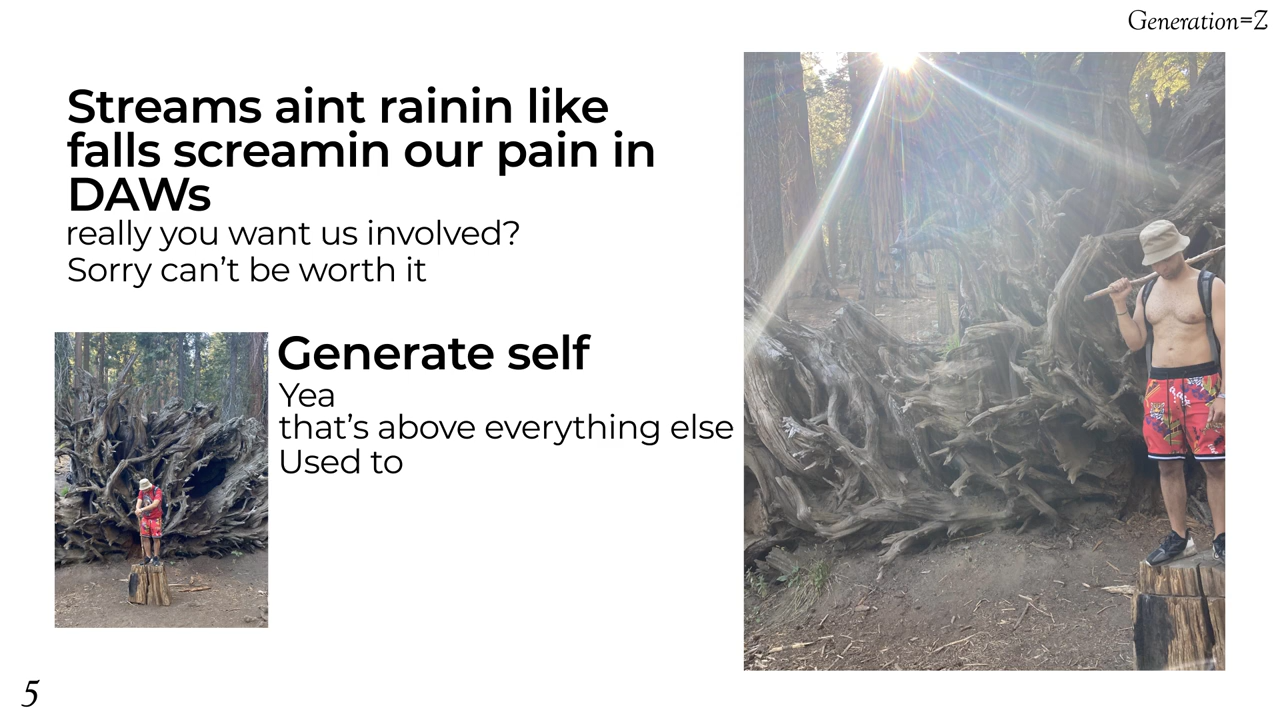 Generation=Z
Streams aint rainin like
falls screamin our pain in
DAWs
really you want us involved?
Sorry can’t be worth it
Generate self
Yea
that’s above everything else
Used to
5